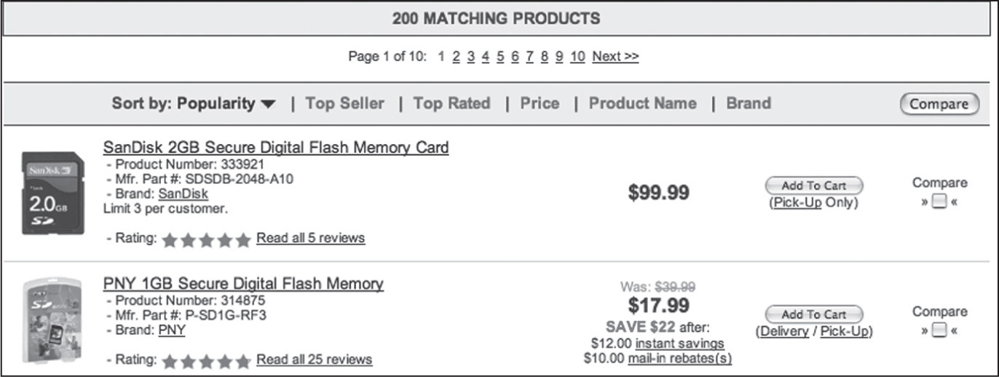 200 MATCHING PRODUCTS
Page 1 of 10: 1 2 3 4 5 6 7 8 9 10 Next >>
Sort by: Popularity ▼ | Top Seller | Top Rated | Price | Product Name | Brand Compare
SanDisk 2GB Secure Digital Flash Memory Card
- Product Number: 333921
- Mfr. Part #: SDSDB-2048-A10
- Brand: SanDisk
Limit 3 per customer.
- Rating: ★★★★★ Read all 5 reviews
SanDisk
2.0GB
SD
$99.99
Add To Cart
(Pick-Up Only)
Compare
» «
PNY 1GB Secure Digital Flash Memory
- Product Number: 314875
- Mfr. Part #: P-SD1G-RF3
- Brand: PNY
- Rating: ★★★★★ Read all 25 reviews
SD
Was: $39.99
$17.99
SAVE $22 after:
$12.00 instant savings
$10.00 mail-in rebates(s)
Add To Cart
(Delivery / Pick-Up)
Compare
» «